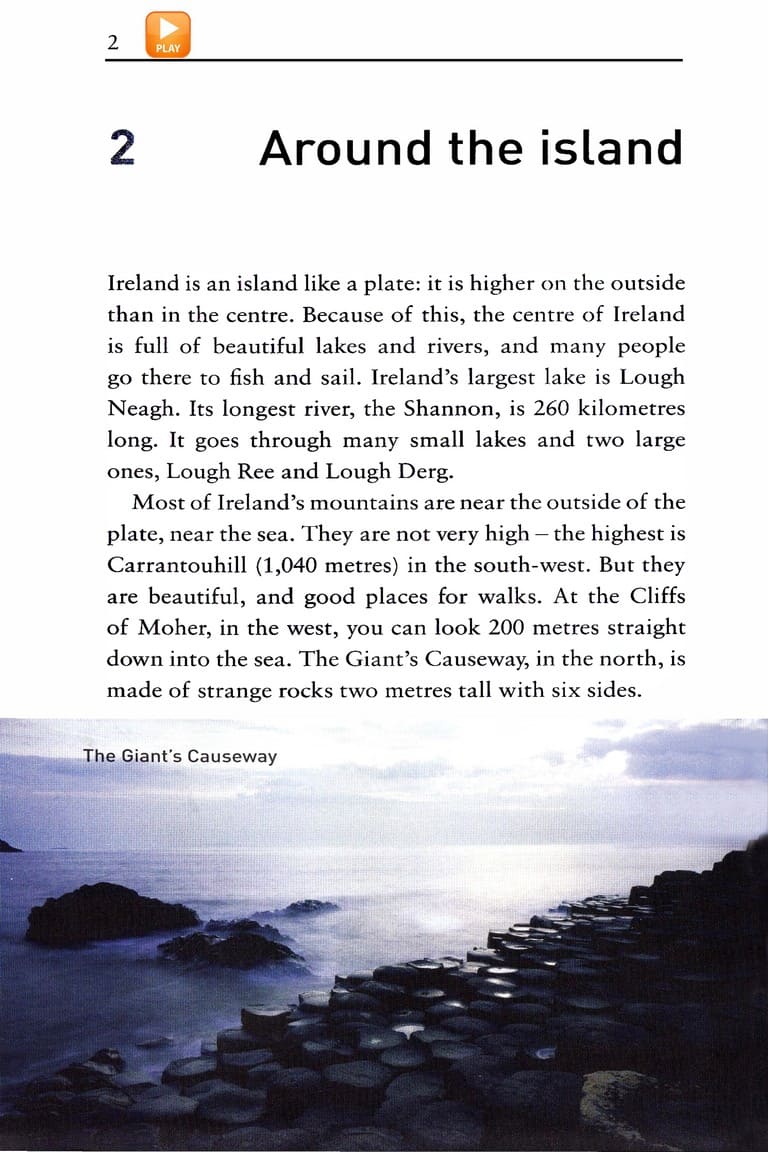 2
PLAY
2 Around the island
Ireland is an island like a plate: it is higher on the outside
than in the centre. Because of this, the centre of Ireland
is full of beautiful lakes and rivers, and many people
go there to fish and sail. Ireland's largest lake is Lough
Neagh. Its longest river, the Shannon, is 260 kilometres
long. It goes through many small lakes and two large
ones, Lough Ree and Lough Derg.
Most of Ireland's mountains are near the outside of the
plate, near the sea. They are not very high – the highest is
Carrantouhill (1,040 metres) in the south-west. But they
are beautiful, and good places for walks. At the Cliffs
of Moher, in the west, you can look 200 metres straight
down into the sea. The Giant's Causeway, in the north, is
made of strange rocks two metres tall with six sides.
The Giant's Causeway